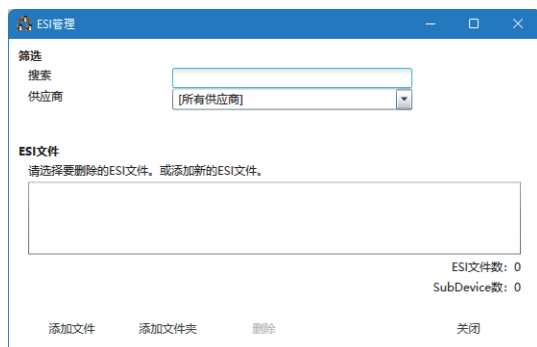 ESI管理
筛选
搜索
供应商 [所有供应商]
ESI文件
请选择要删除的ESI文件。或添加新的ESI文件。
ESI文件数: 0
SubDevice数: 0
添加文件 添加文件夹 删除 关闭